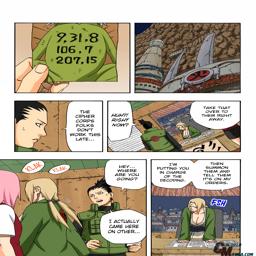 9.31.8
106.7
207.15
THE
CIPHER
CORPS
FOLKS
DON'T
WORK THIS
LATE...
HUH?!
RIGHT
NOW?!
TAKE THAT
OVER TO
THEM RIGHT
AWAY.
HEY...
WHERE
ARE YOU
GOING?
I ACTUALLY
CAME
HERE ON
OTHER...
I'M
PUTTING YOU
IN CHARGE
OF THE
DECODING.
THEN
SUMMON
THEM AND
TELL THEM
IT'S ON MY
ORDERS.